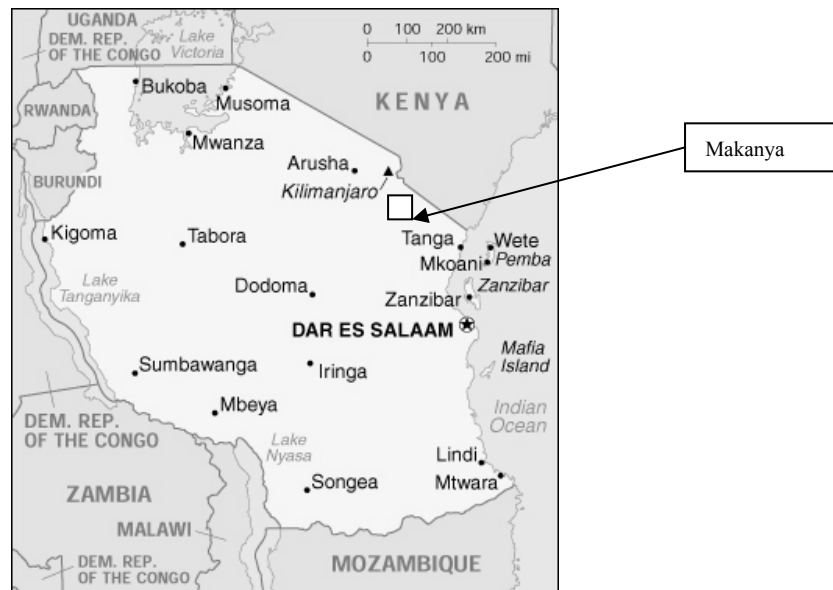 UGANDA
DEM. REP.
OF THE CONGO
Lake
Victoria
0 100 200 km
0 100 200 mi
Bukoba
Musoma
KENYA
RWANDA
Mwanza
Arusha
Makanya
Kilimanjaro
BURUNDI
Kigoma
Tabora
Tanga
Wete
Mkoani
Pemba
Lake
Tanganyika
Dodoma
Zanzibar
Zanzibar
DAR ES SALAAM
Mafia
Island
Sumbawanga
Iringa
Mbeya
Indian
Ocean
DEM. REP.
OF THE CONGO
Lake
Nyasa
Lindi
Mtwara
Songea
ZAMBIA
MALAWI
MOZAMBIQUE
DEM. REP.
OF THE CONGO